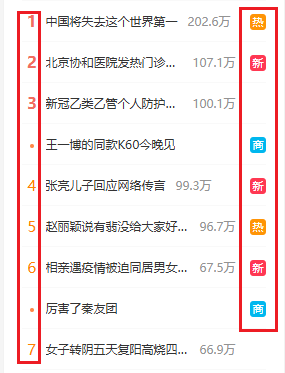 1 中国将失去这个世界第一 202.6万 热
2 北京协和医院发热门诊... 107.1万 新
3 新冠乙类乙管个人防护... 100.1万
• 王一博的同款K60今晚见 商
4 张亮儿子回应网络传言 99.3万 新
5 赵丽颖说有弱没给大家好... 96.7万 热
6 相亲遇疫情被迫同居男女... 67.5万 新
• 厉害了秦友团 商
7 女子转阴五天复阳高烧四... 66.9万